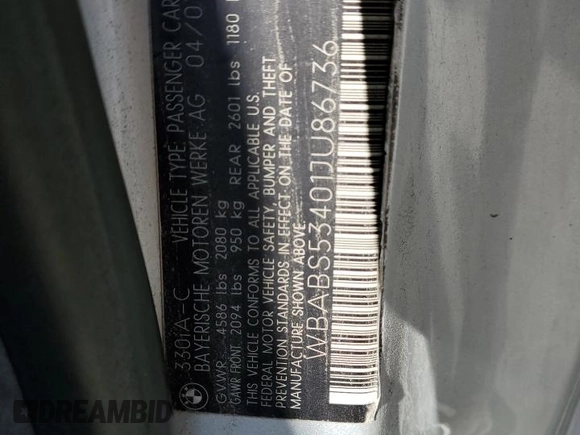 330iA-C VEHICLE TYPE: PASSENGER CAR
BAYERISCHE MOTOREN WERKE AG 04/0
GVWR 4586 lbs 2080 kg
GAWR FRONT 2094 lbs 950 kg REAR 2601 lbs 1180
THIS VEHICLE CONFORMS TO ALL APPLICABLE U.S.
FEDERAL MOTOR VEHICLE SAFETY, BUMPER AND THEFT
PREVENTION STANDARDS IN EFFECT ON THE DATE OF
MANUFACTURE SHOWN ABOVE.
WBABS53401JU86736
DREAMBID